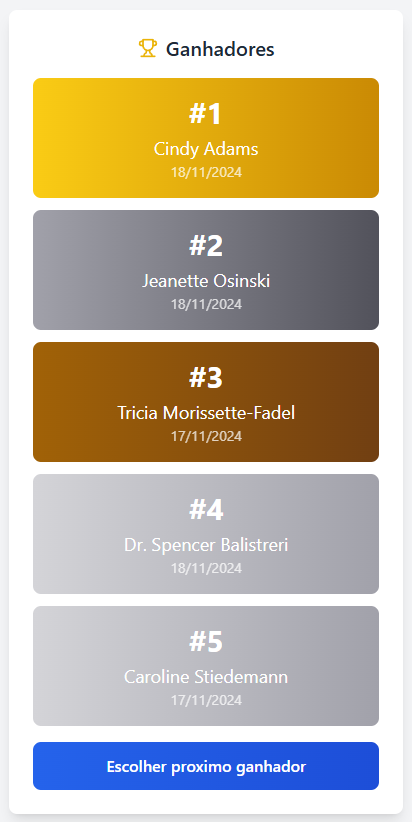 Ganhadores
#1
Cindy Adams
18/11/2024
#2
Jeanette Osinski
18/11/2024
#3
Tricia Morissette-Fadel
17/11/2024
#4
Dr. Spencer Balistreri
18/11/2024
#5
Caroline Stiedemann
17/11/2024
Escolher proximo ganhador